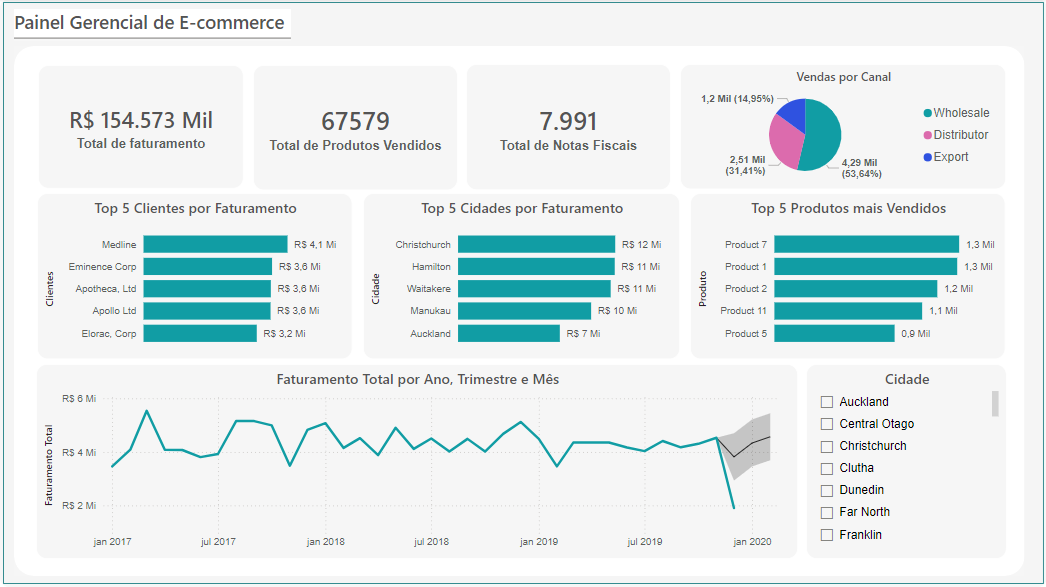 Painel Gerencial de E-commerce
R$ 154.573 Mil
Total de faturamento
67579
Total de Produtos Vendidos
7.991
Total de Notas Fiscais
Vendas por Canal
1,2 Mil (14,95%)
2,51 Mil
(31,41%)
4,29 Mil
(53,64%)
Wholesale
Distributor
Export
Top 5 Clientes por Faturamento
Clientes
Medline
R$ 4,1 Mi
Eminence Corp
R$ 3,6 Mi
Apotheca, Ltd
R$ 3,6 Mi
Apollo Ltd
R$ 3,6 Mi
Elorac, Corp
R$ 3,2 Mi
Top 5 Cidades por Faturamento
Cidade
Christchurch
R$ 12 Mi
Hamilton
R$ 11 Mi
Waitakere
R$ 11 Mi
Manukau
R$ 10 Mi
Auckland
R$ 7 Mi
Top 5 Produtos mais Vendidos
Produto
Product 7
1,3 Mil
Product 1
1,3 Mil
Product 2
1,2 Mil
Product 11
1,1 Mil
Product 5
0,9 Mil
Faturamento Total por Ano, Trimestre e Mês
Faturamento Total
R$ 6 Mi
R$ 4 Mi
R$ 2 Mi
jan 2017
jul 2017
jan 2018
jul 2018
jan 2019
jul 2019
jan 2020
Cidade
Auckland
Central Otago
Christchurch
Clutha
Dunedin
Far North
Franklin